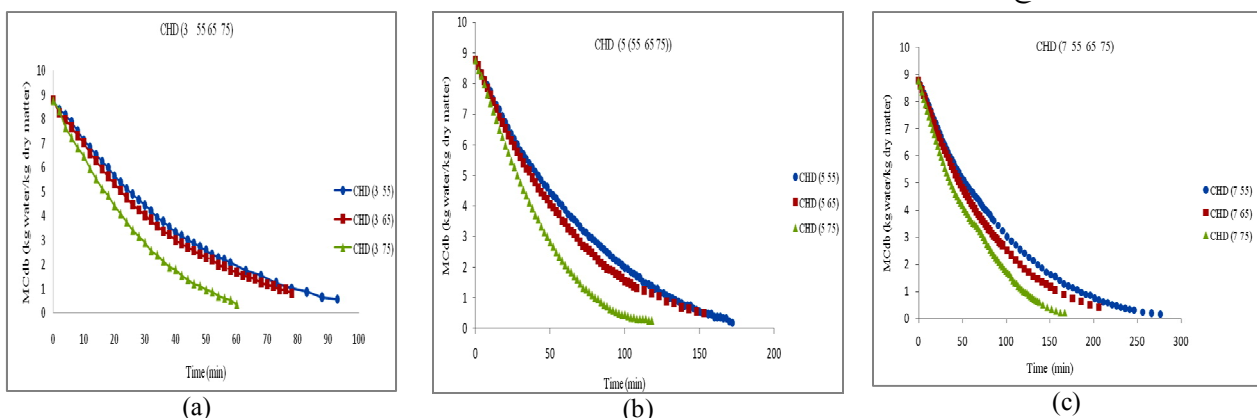 CHD (3 55 65 75)
MCdb (kg water/kg dry matter)
10
9
8
7
6
5
4
3
2
1
0
0 10 20 30 40 50 60 70 80 90 100
Time (min)
CHD (3 55)
CHD (3 65)
CHD (3 75)
(a)
CHD (5 (55 65 75))
MCdb (kg water/kg dry matter)
10
9
8
7
6
5
4
3
2
1
0
0 50 100 150 200
Time (min)
CHD (5 55)
CHD (5 65)
CHD (5 75)
(b)
CHD (7 55 65 75)
MCdb (kg water/kg dry matter)
10
9
8
7
6
5
4
3
2
1
0
0 50 100 150 200 250 300
Time (min)
CHD (7 55)
CHD (7 65)
CHD (7 75)
(c)